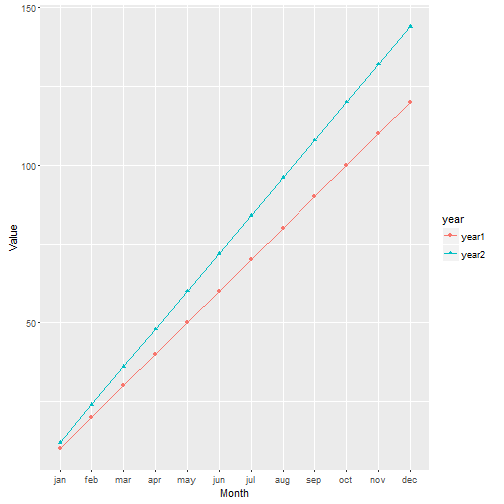 150
100
50
Value
jan feb mar apr may jun jul aug sep oct nov dec
Month
year
year1
year2